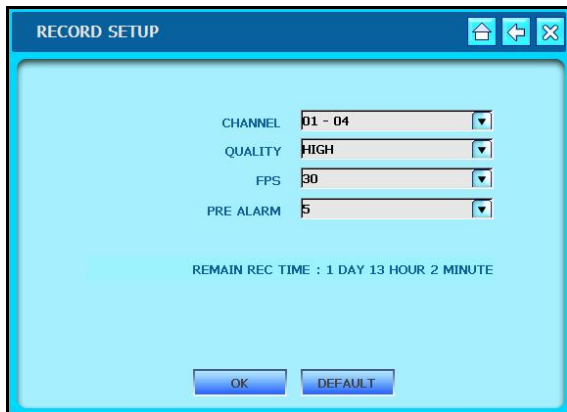 RECORD SETUP
CHANNEL 01 - 04
QUALITY HIGH
FPS 30
PRE ALARM 5
REMAIN REC TIME : 1 DAY 13 HOUR 2 MINUTE
OK DEFAULT